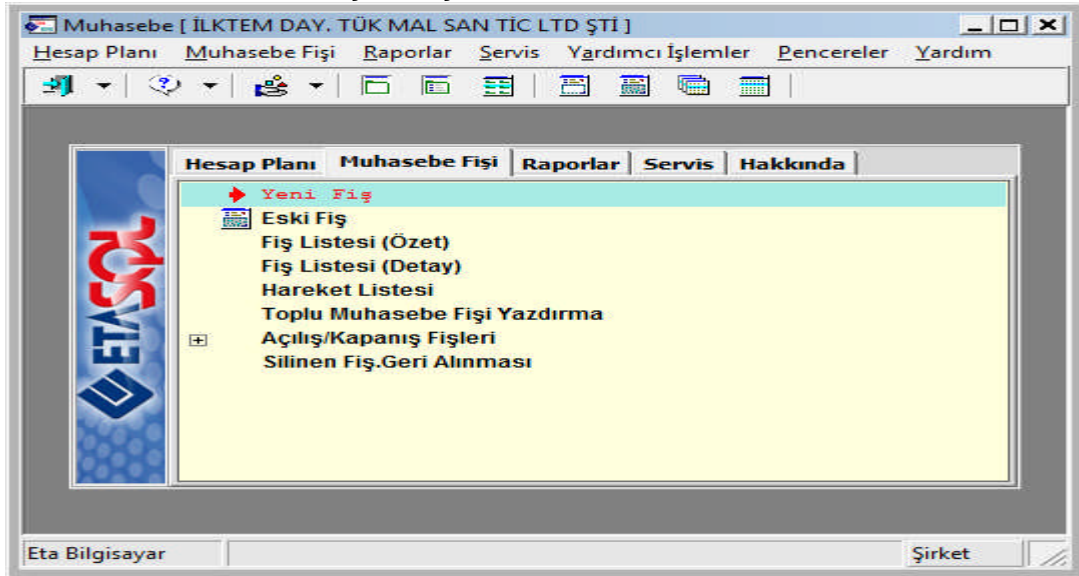 Muhasebe [ İLKTEM DAY. TÜK MAL SAN TİC LTD ŞTİ ]
Hesap Planı Muhasebe Fişi Raporlar Servis Yardımcı İşlemler Pencereler Yardım
Hesap Planı Muhasebe Fişi Raporlar Servis Hakkında
Yeni Fiş
Eski Fiş
Fiş Listesi (Özet)
Fiş Listesi (Detay)
Hareket Listesi
Toplu Muhasebe Fişi Yazdırma
Açılış/Kapanış Fişleri
Silinen Fiş.Geri Alınması
ETASQL
Eta Bilgisayar Şirket